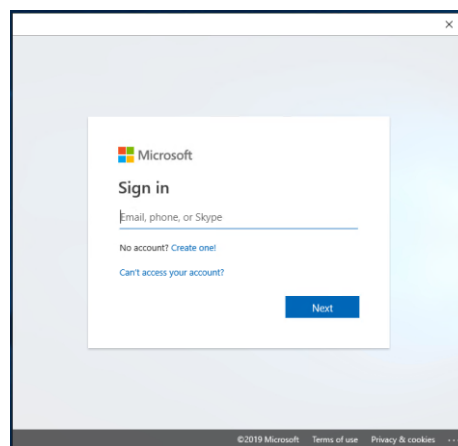 Microsoft
Sign in
Email, phone, or Skype
No account? Create one!
Can't access your account?
Next
©2019 Microsoft Terms of use Privacy & cookies ...